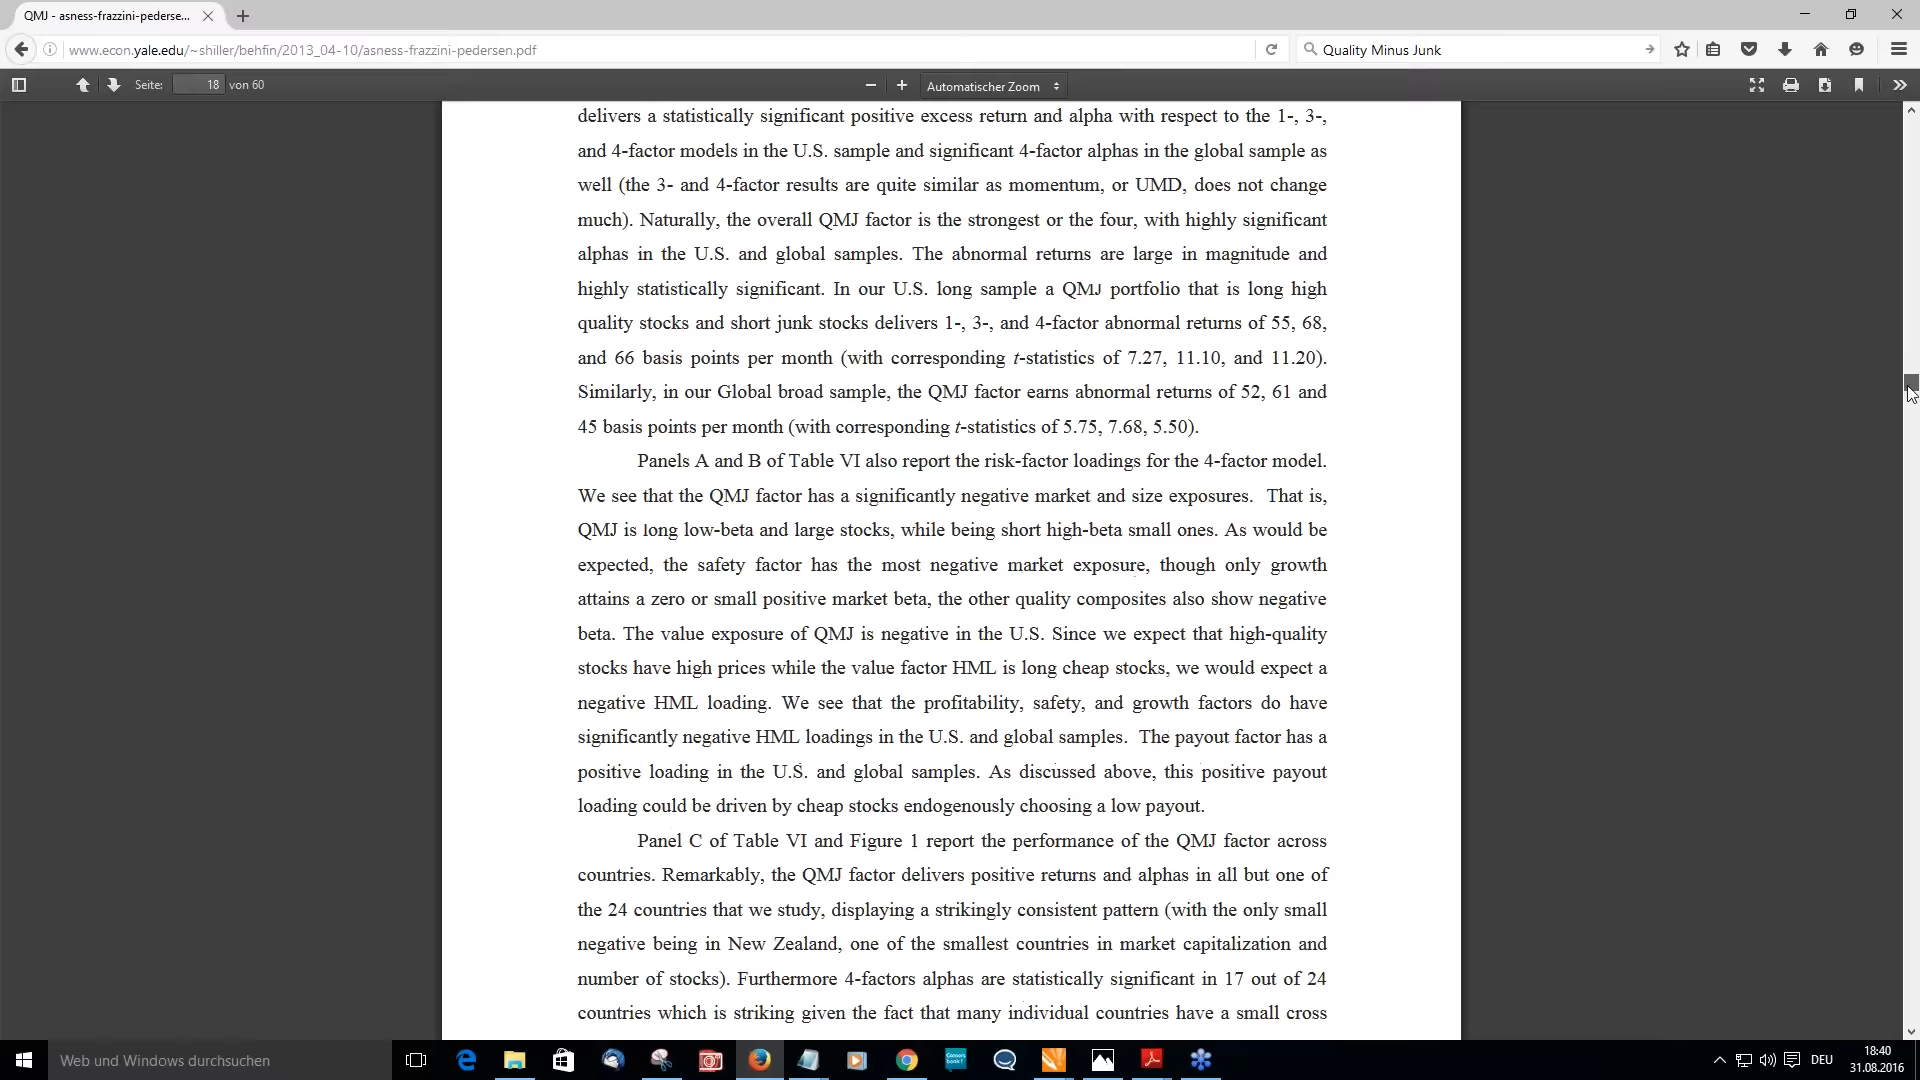 QMJ - asness-frazzini-pederse...
www.econ.yale.edu/~shiller/behfin/2013_04-10/asness-frazzini-pedersen.pdf
Quality Minus Junk
Seite: 18 von 60
Automatischer Zoom
delivers a statistically significant positive excess return and alpha with respect to the 1-, 3-,
and 4-factor models in the U.S. sample and significant 4-factor alphas in the global sample as
well (the 3- and 4-factor results are quite similar as momentum, or UMD, does not change
much). Naturally, the overall QMJ factor is the strongest or the four, with highly significant
alphas in the U.S. and global samples. The abnormal returns are large in magnitude and
highly statistically significant. In our U.S. long sample a QMJ portfolio that is long high
quality stocks and short junk stocks delivers 1-, 3-, and 4-factor abnormal returns of 55, 68,
and 66 basis points per month (with corresponding t-statistics of 7.27, 11.10, and 11.20).
Similarly, in our Global broad sample, the QMJ factor earns abnormal returns of 52, 61 and
45 basis points per month (with corresponding t-statistics of 5.75, 7.68, 5.50).
Panels A and B of Table VI also report the risk-factor loadings for the 4-factor model.
We see that the QMJ factor has a significantly negative market and size exposures. That is,
QMJ is long low-beta and large stocks, while being short high-beta small ones. As would be
expected, the safety factor has the most negative market exposure, though only growth
attains a zero or small positive market beta, the other quality composites also show negative
beta. The value exposure of QMJ is negative in the U.S. Since we expect that high-quality
stocks have high prices while the value factor HML is long cheap stocks, we would expect a
negative HML loading. We see that the profitability, safety, and growth factors do have
significantly negative HML loadings in the U.S. and global samples. The payout factor has a
positive loading in the U.S. and global samples. As discussed above, this positive payout
loading could be driven by cheap stocks endogenously choosing a low payout.
Panel C of Table VI and Figure 1 report the performance of the QMJ factor across
countries. Remarkably, the QMJ factor delivers positive returns and alphas in all but one of
the 24 countries that we study, displaying a strikingly consistent pattern (with the only small
negative being in New Zealand, one of the smallest countries in market capitalization and
number of stocks). Furthermore 4-factors alphas are statistically significant in 17 out of 24
countries which is striking given the fact that many individual countries have a small cross
Web und Windows durchsuchen
DEU
18:40
31.08.2016